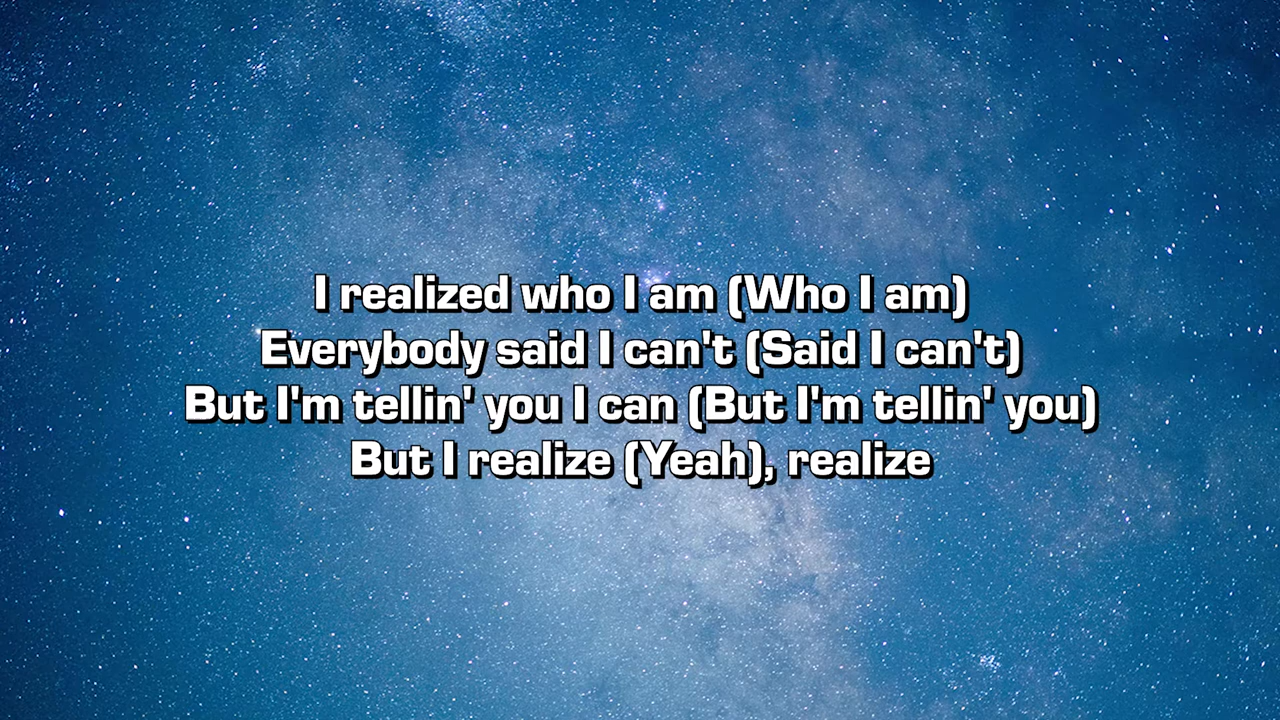 I realized who I am (Who I am)
Everybody said I can't (Said I can't)
But I'm tellin' you I can (But I'm tellin' you)
But I realize (Yeah), realize